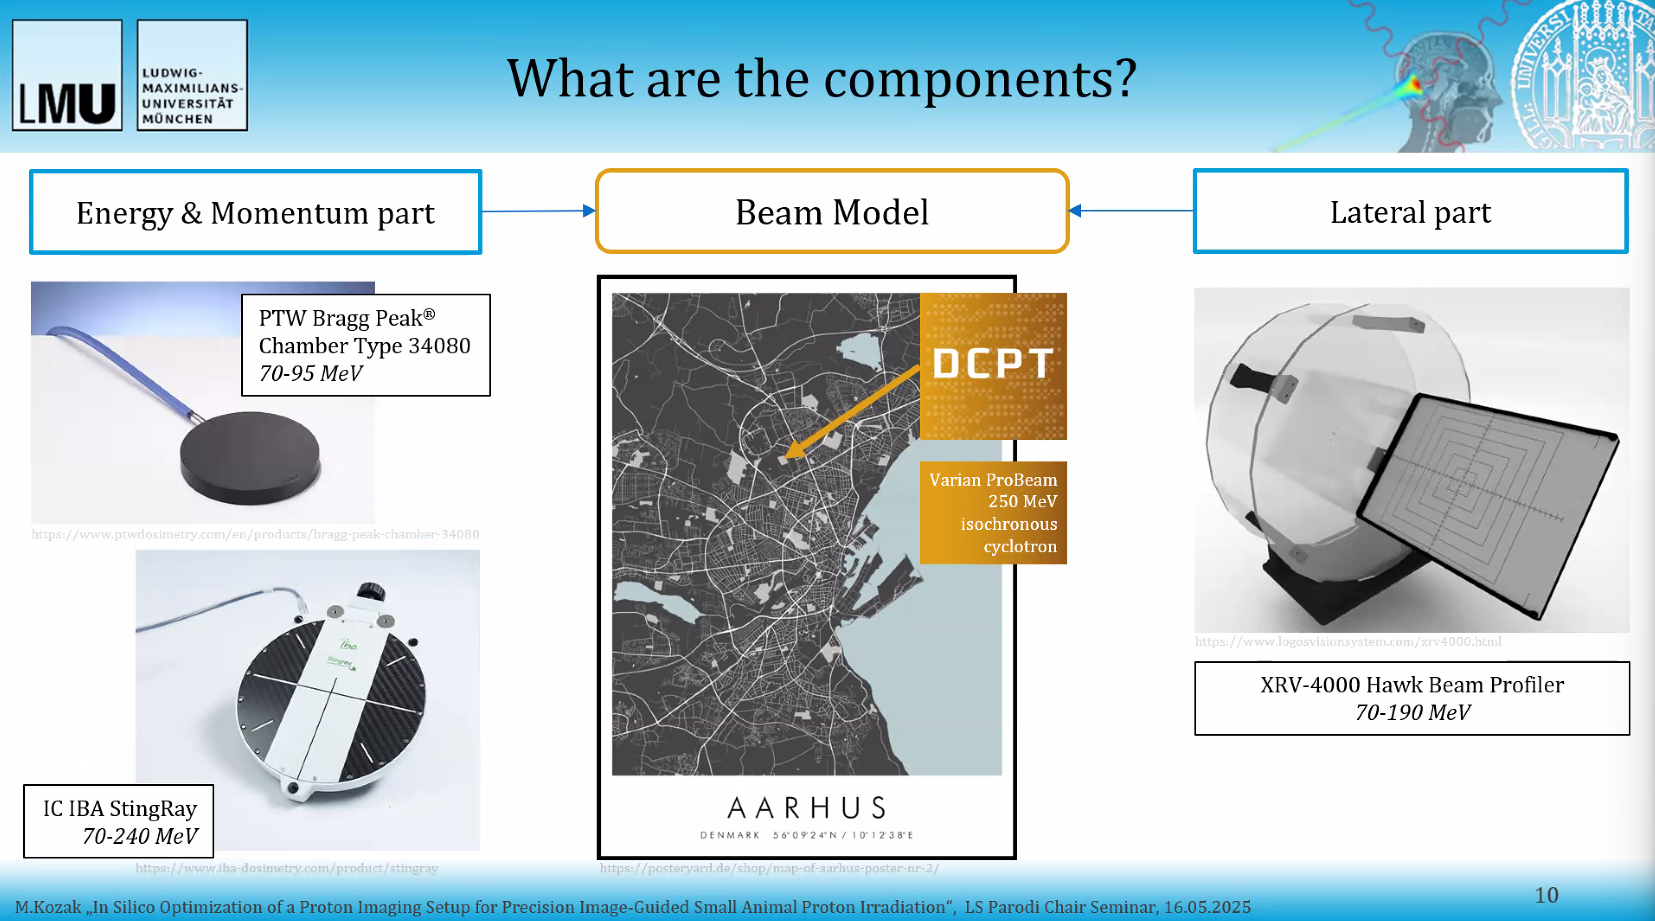 LMU
LUDWIG-
MAXIMILIANS-
UNIVERSITÄT
MÜNCHEN
What are the components?
Energy & Momentum part
Beam Model
Lateral part
PTW Bragg Peak®
Chamber Type 34080
70-95 MeV
https://www.ptwdosimetry.com/en/products/bragg-peak-chamber-34080
iba
IC IBA StingRay
70-240 MeV
https://www.iba-dosimetry.com/product/stingray
DCPT
Varian ProBeam
250 MeV
isochronous
cyclotron
AARHUS
DENMARK 56°09'24"N / 10°12'38"E
https://posteryard.de/shop/map-of-aarhus-poster-nr-2/
https://www.logosvisionsystem.com/xrv4000.html
XRV-4000 Hawk Beam Profiler
70-190 MeV
M.Kozak „In Silico Optimization of a Proton Imaging Setup for Precision Image-Guided Small Animal Proton Irradiation“, LS Parodi Chair Seminar, 16.05.2025
10